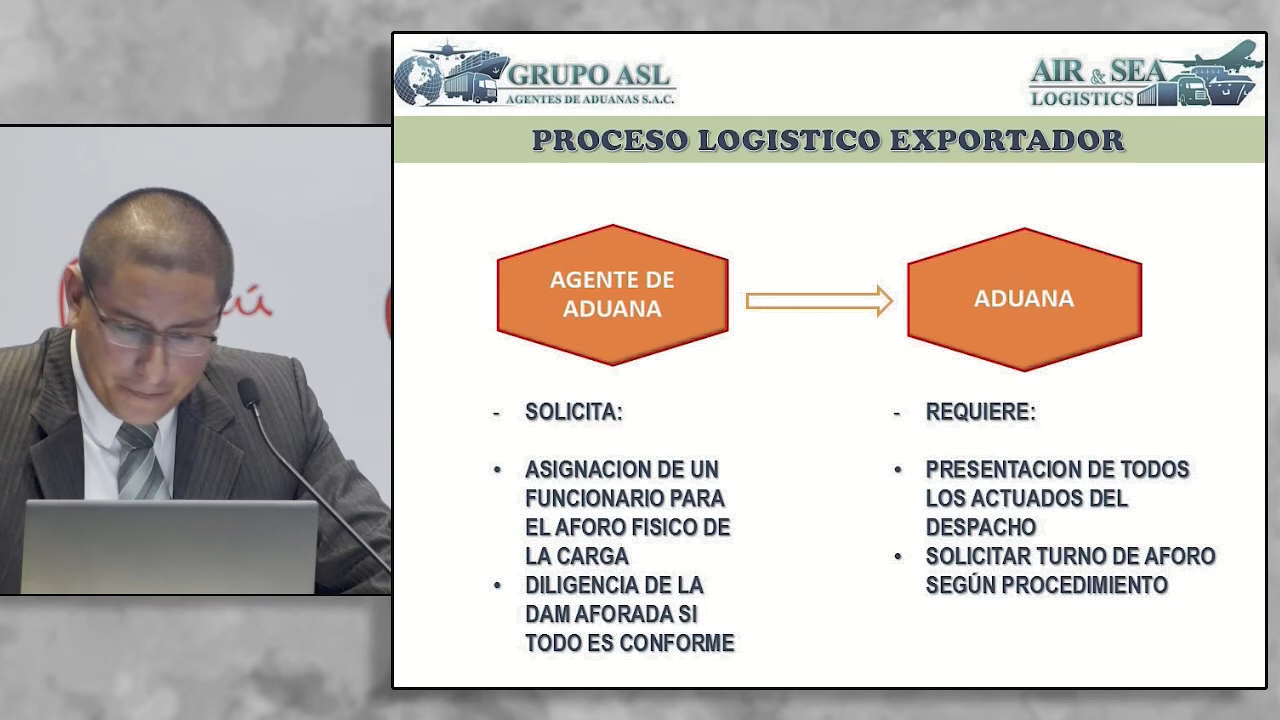 GRUPO ASL
AGENTES DE ADUANAS S.A.C.
AIR & SEA
LOGISTICS
PROCESO LOGISTICO EXPORTADOR
AGENTE DE
ADUANA
ADUANA
- SOLICITA:
• ASIGNACION DE UN
FUNCIONARIO PARA
EL AFORO FISICO DE
LA CARGA
• DILIGENCIA DE LA
DAM AFORADA SI
TODO ES CONFORME
- REQUIERE:
• PRESENTACION DE TODOS
LOS ACTUADOS DEL
DESPACHO
• SOLICITAR TURNO DE AFORO
SEGÚN PROCEDIMIENTO